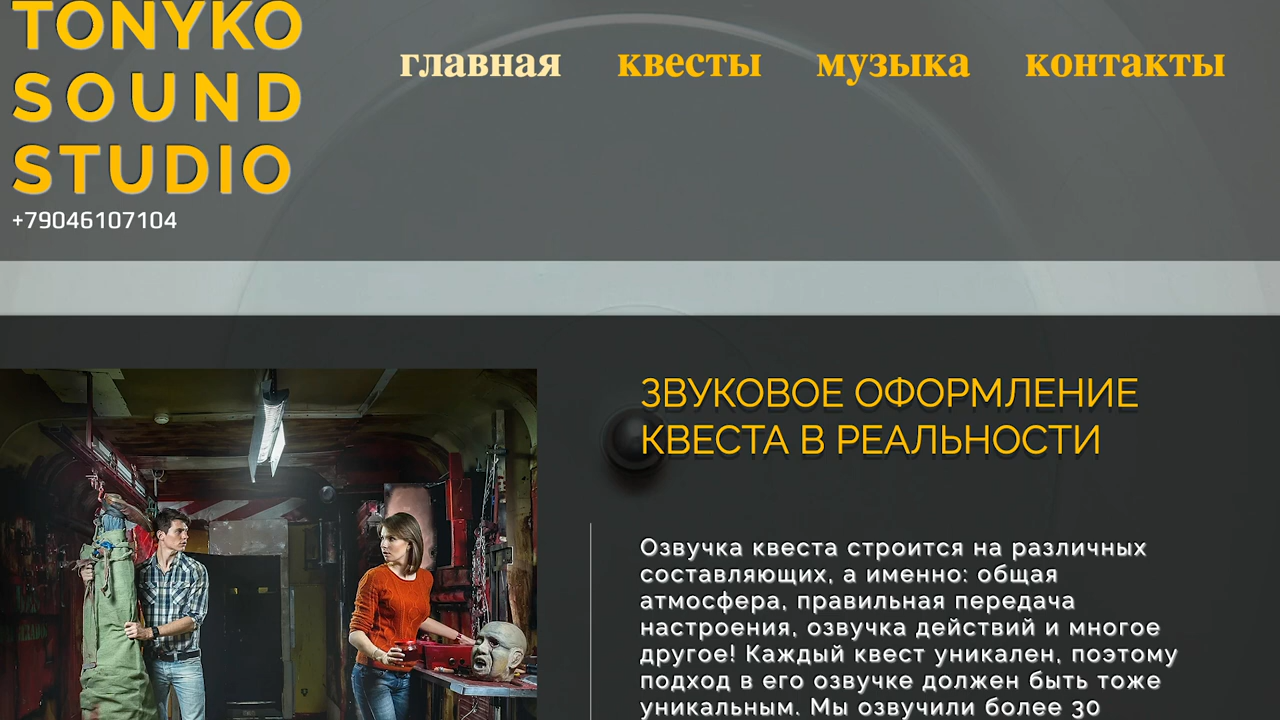 TONYKO
SOUND
STUDIO
+79046107104
главная квесты музыка контакты
ЗВУКОВОЕ ОФОРМЛЕНИЕ
КВЕСТА В РЕАЛЬНОСТИ
Озвучка квеста строится на различных
составляющих, а именно: общая
атмосфера, правильная передача
настроения, озвучка действий и многое
другое! Каждый квест уникален, поэтому
подход в его озвучке должен быть тоже
уникальным. Мы озвучили более 30